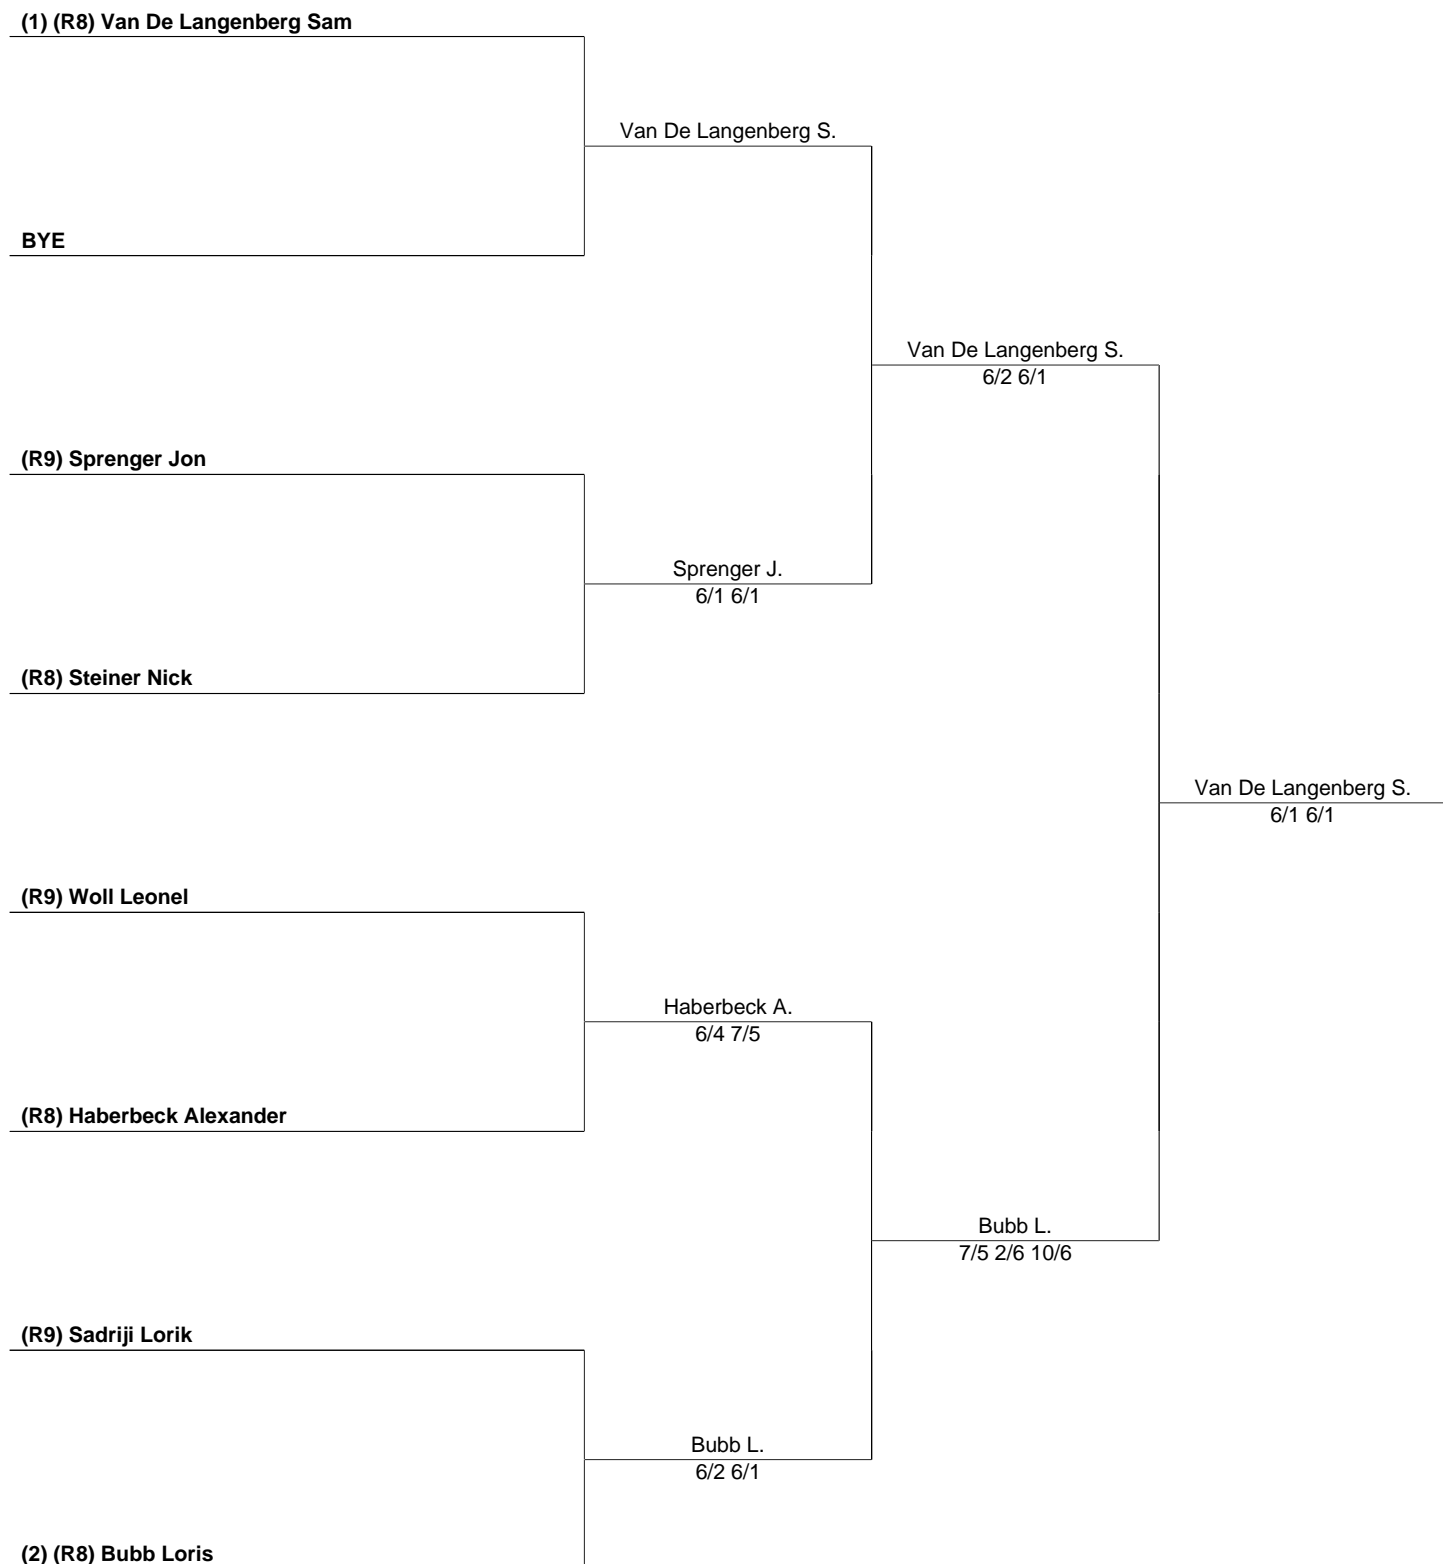 (1) (R8) Van De Langenberg Sam
Van De Langenberg S.
BYE
Van De Langenberg S.
6/2 6/1
(R9) Sprenger Jon
Sprenger J.
6/1 6/1
(R8) Steiner Nick
Van De Langenberg S.
6/1 6/1
(R9) Woll Leonel
Haberbeck A.
6/4 7/5
(R8) Haberbeck Alexander
Bubb L.
7/5 2/6 10/6
(R9) Sadriji Lorik
Bubb L.
6/2 6/1
(2) (R8) Bubb Loris